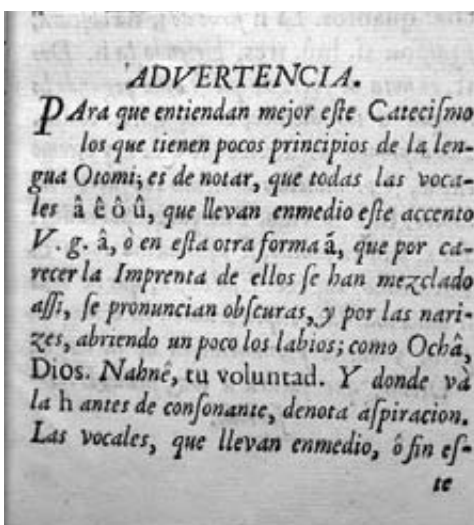 ADVERTENCIA.
PAra que entiendan mejor eſte Cateciſmo
los que tienen pocos principios de la len-
gua Otomi; es de notar, que todas las voca-
les â ê ô û, que llevan enmedio eſte accento
V. g. â, ò en eſta otra forma ã, que por ca-
recer la Imprenta de ellos ſe han mezclado
aſſi, ſe pronuncian obſcuras, y por las nari-
zes, abriendo un poco los labios; como Ochâ,
Dios. Nahnê, tu voluntad. Y donde và
la h antes de conſonante, denota aſpiracion.
Las vocales, que llevan enmedio, ô fin eſ-
te